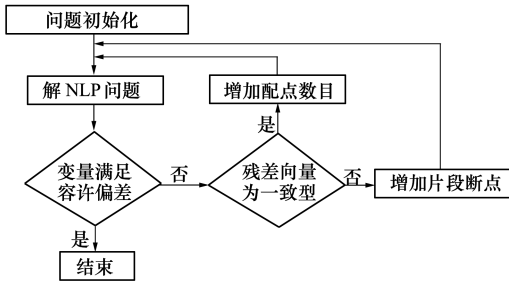 问题初始化
解 NLP 问题
增加配点数目
是
变量满足
容许偏差
否
残差向量
为一致型
否
增加片段断点
是
结束